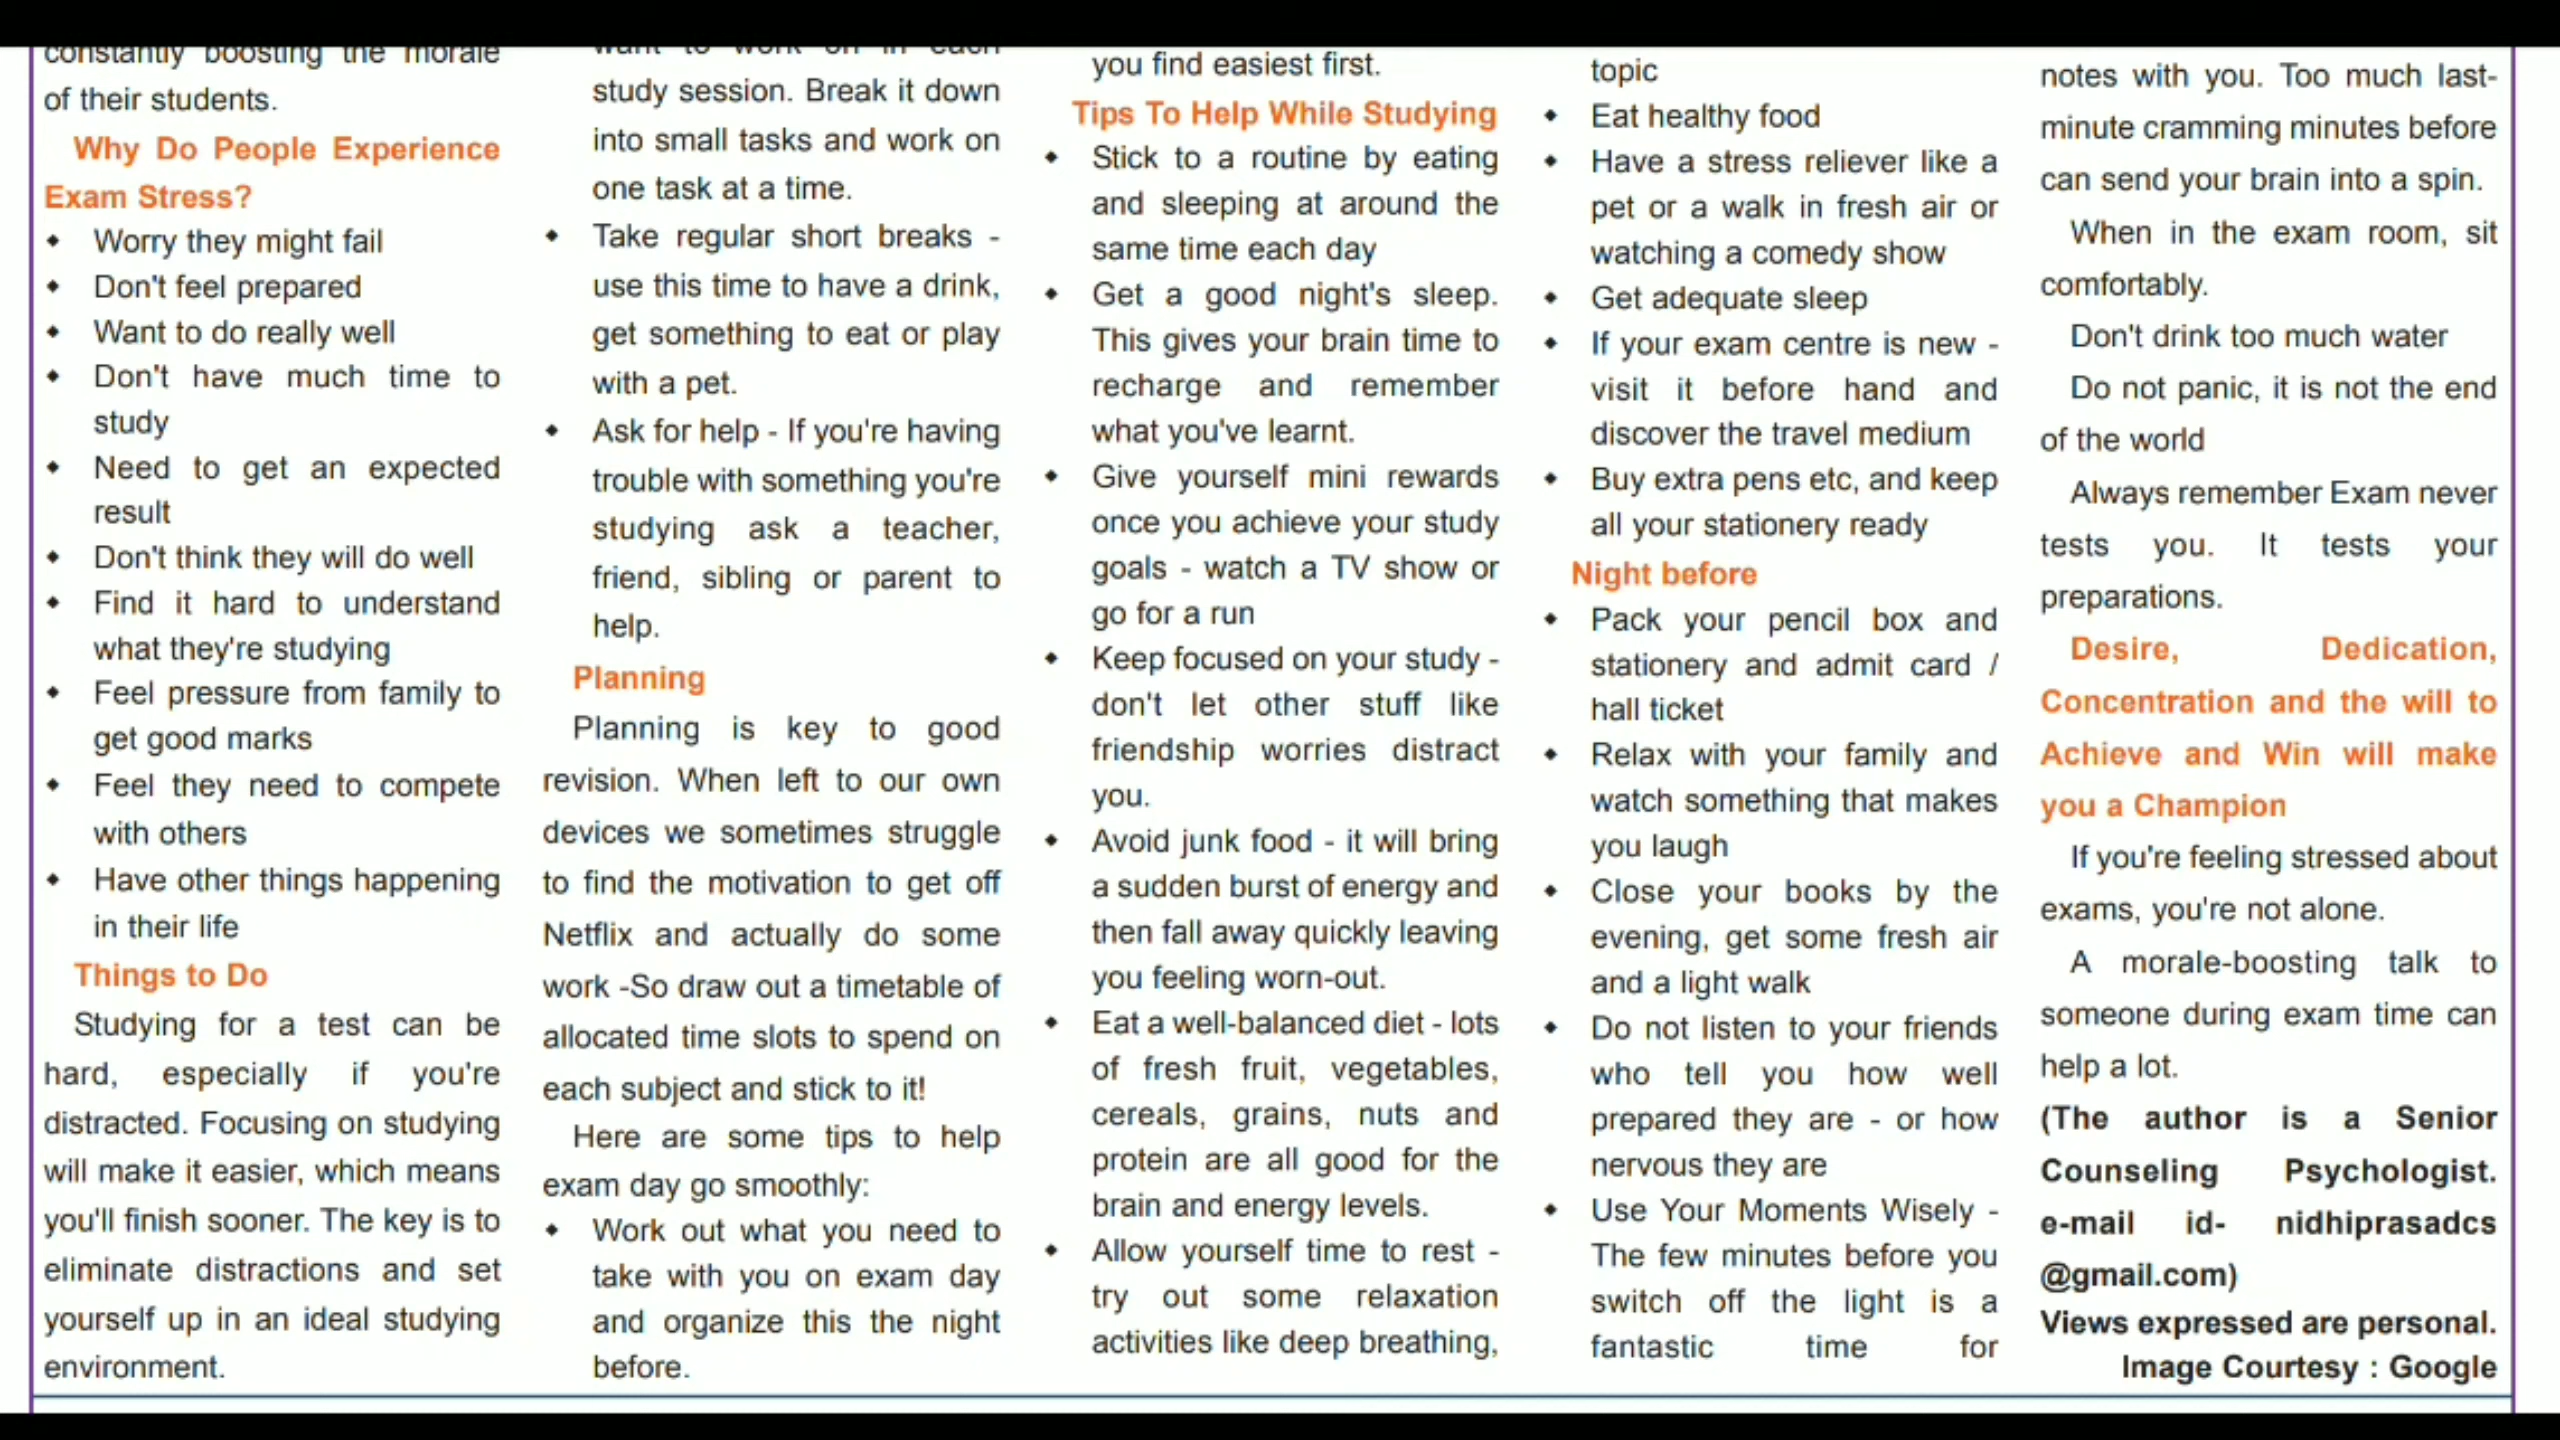 constantly boosting the morale
of their students.
Why Do People Experience
Exam Stress?
• Worry they might fail
• Don't feel prepared
• Want to do really well
• Don't have much time to
study
• Need to get an expected
result
• Don't think they will do well
• Find it hard to understand
what they're studying
• Feel pressure from family to
get good marks
• Feel they need to compete
with others
• Have other things happening
in their life
Things to Do
Studying for a test can be
hard, especially if you're
distracted. Focusing on studying
will make it easier, which means
you'll finish sooner. The key is to
eliminate distractions and set
yourself up in an ideal studying
environment.
want to work on in each
study session. Break it down
into small tasks and work on
one task at a time.
• Take regular short breaks -
use this time to have a drink,
get something to eat or play
with a pet.
• Ask for help - If you're having
trouble with something you're
studying ask a teacher,
friend, sibling or parent to
help.
Planning
Planning is key to good
revision. When left to our own
devices we sometimes struggle
to find the motivation to get off
Netflix and actually do some
work -So draw out a timetable of
allocated time slots to spend on
each subject and stick to it!
Here are some tips to help
exam day go smoothly:
• Work out what you need to
take with you on exam day
and organize this the night
before.
you find easiest first.
Tips To Help While Studying
• Stick to a routine by eating
and sleeping at around the
same time each day
• Get a good night's sleep.
This gives your brain time to
recharge and remember
what you've learnt.
• Give yourself mini rewards
once you achieve your study
goals - watch a TV show or
go for a run
• Keep focused on your study -
don't let other stuff like
friendship worries distract
you.
• Avoid junk food - it will bring
a sudden burst of energy and
then fall away quickly leaving
you feeling worn-out.
• Eat a well-balanced diet - lots
of fresh fruit, vegetables,
cereals, grains, nuts and
protein are all good for the
brain and energy levels.
• Allow yourself time to rest -
try out some relaxation
activities like deep breathing,
topic
• Eat healthy food
• Have a stress reliever like a
pet or a walk in fresh air or
watching a comedy show
• Get adequate sleep
• If your exam centre is new -
visit it before hand and
discover the travel medium
• Buy extra pens etc, and keep
all your stationery ready
Night before
• Pack your pencil box and
stationery and admit card /
hall ticket
• Relax with your family and
watch something that makes
you laugh
• Close your books by the
evening, get some fresh air
and a light walk
• Do not listen to your friends
who tell you how well
prepared they are - or how
nervous they are
• Use Your Moments Wisely -
The few minutes before you
switch off the light is a
fantastic time for
notes with you. Too much last-
minute cramming minutes before
can send your brain into a spin.
When in the exam room, sit
comfortably.
Don't drink too much water
Do not panic, it is not the end
of the world
Always remember Exam never
tests you. It tests your
preparations.
Desire, Dedication,
Concentration and the will to
Achieve and Win will make
you a Champion
If you're feeling stressed about
exams, you're not alone.
A morale-boosting talk to
someone during exam time can
help a lot.
(The author is a Senior
Counseling Psychologist.
e-mail id- nidhiprasadcs
@gmail.com)
Views expressed are personal.
Image Courtesy : Google